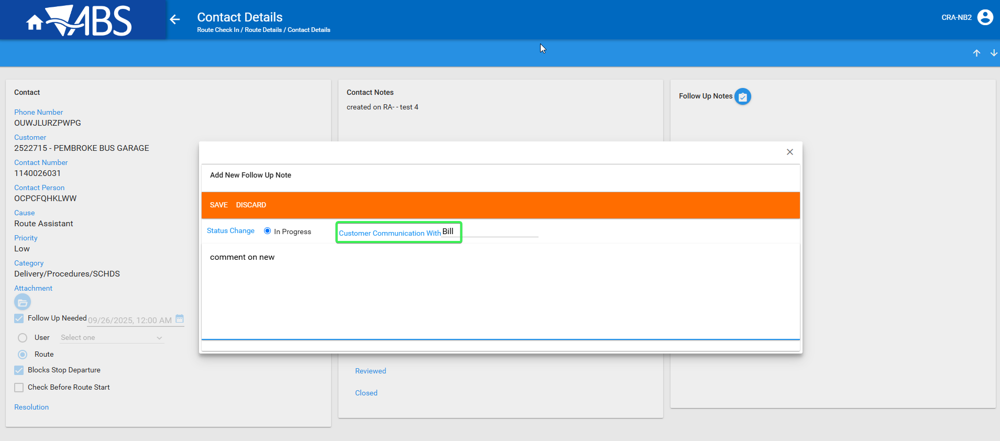 ABS
Contact Details
Route Check In / Route Details / Contact Details
CRA-NB2
Contact
Phone Number
OUWJLURZPWPG
Customer
2522715 - PEMBROKE BUS GARAGE
Contact Number
1140026031
Contact Person
OCPCFQHKLWW
Cause
Route Assistant
Priority
Low
Category
Delivery/Procedures/SCHDS
Attachment
Follow Up Needed 09/26/2025, 12:00 AM
User Select one
Route
Blocks Stop Departure
Check Before Route Start
Resolution
Contact Notes
created on RA- - test 4
Follow Up Notes
Add New Follow Up Note
SAVE DISCARD
Status Change In Progress Customer Communication With Bill
comment on new
Reviewed
Closed